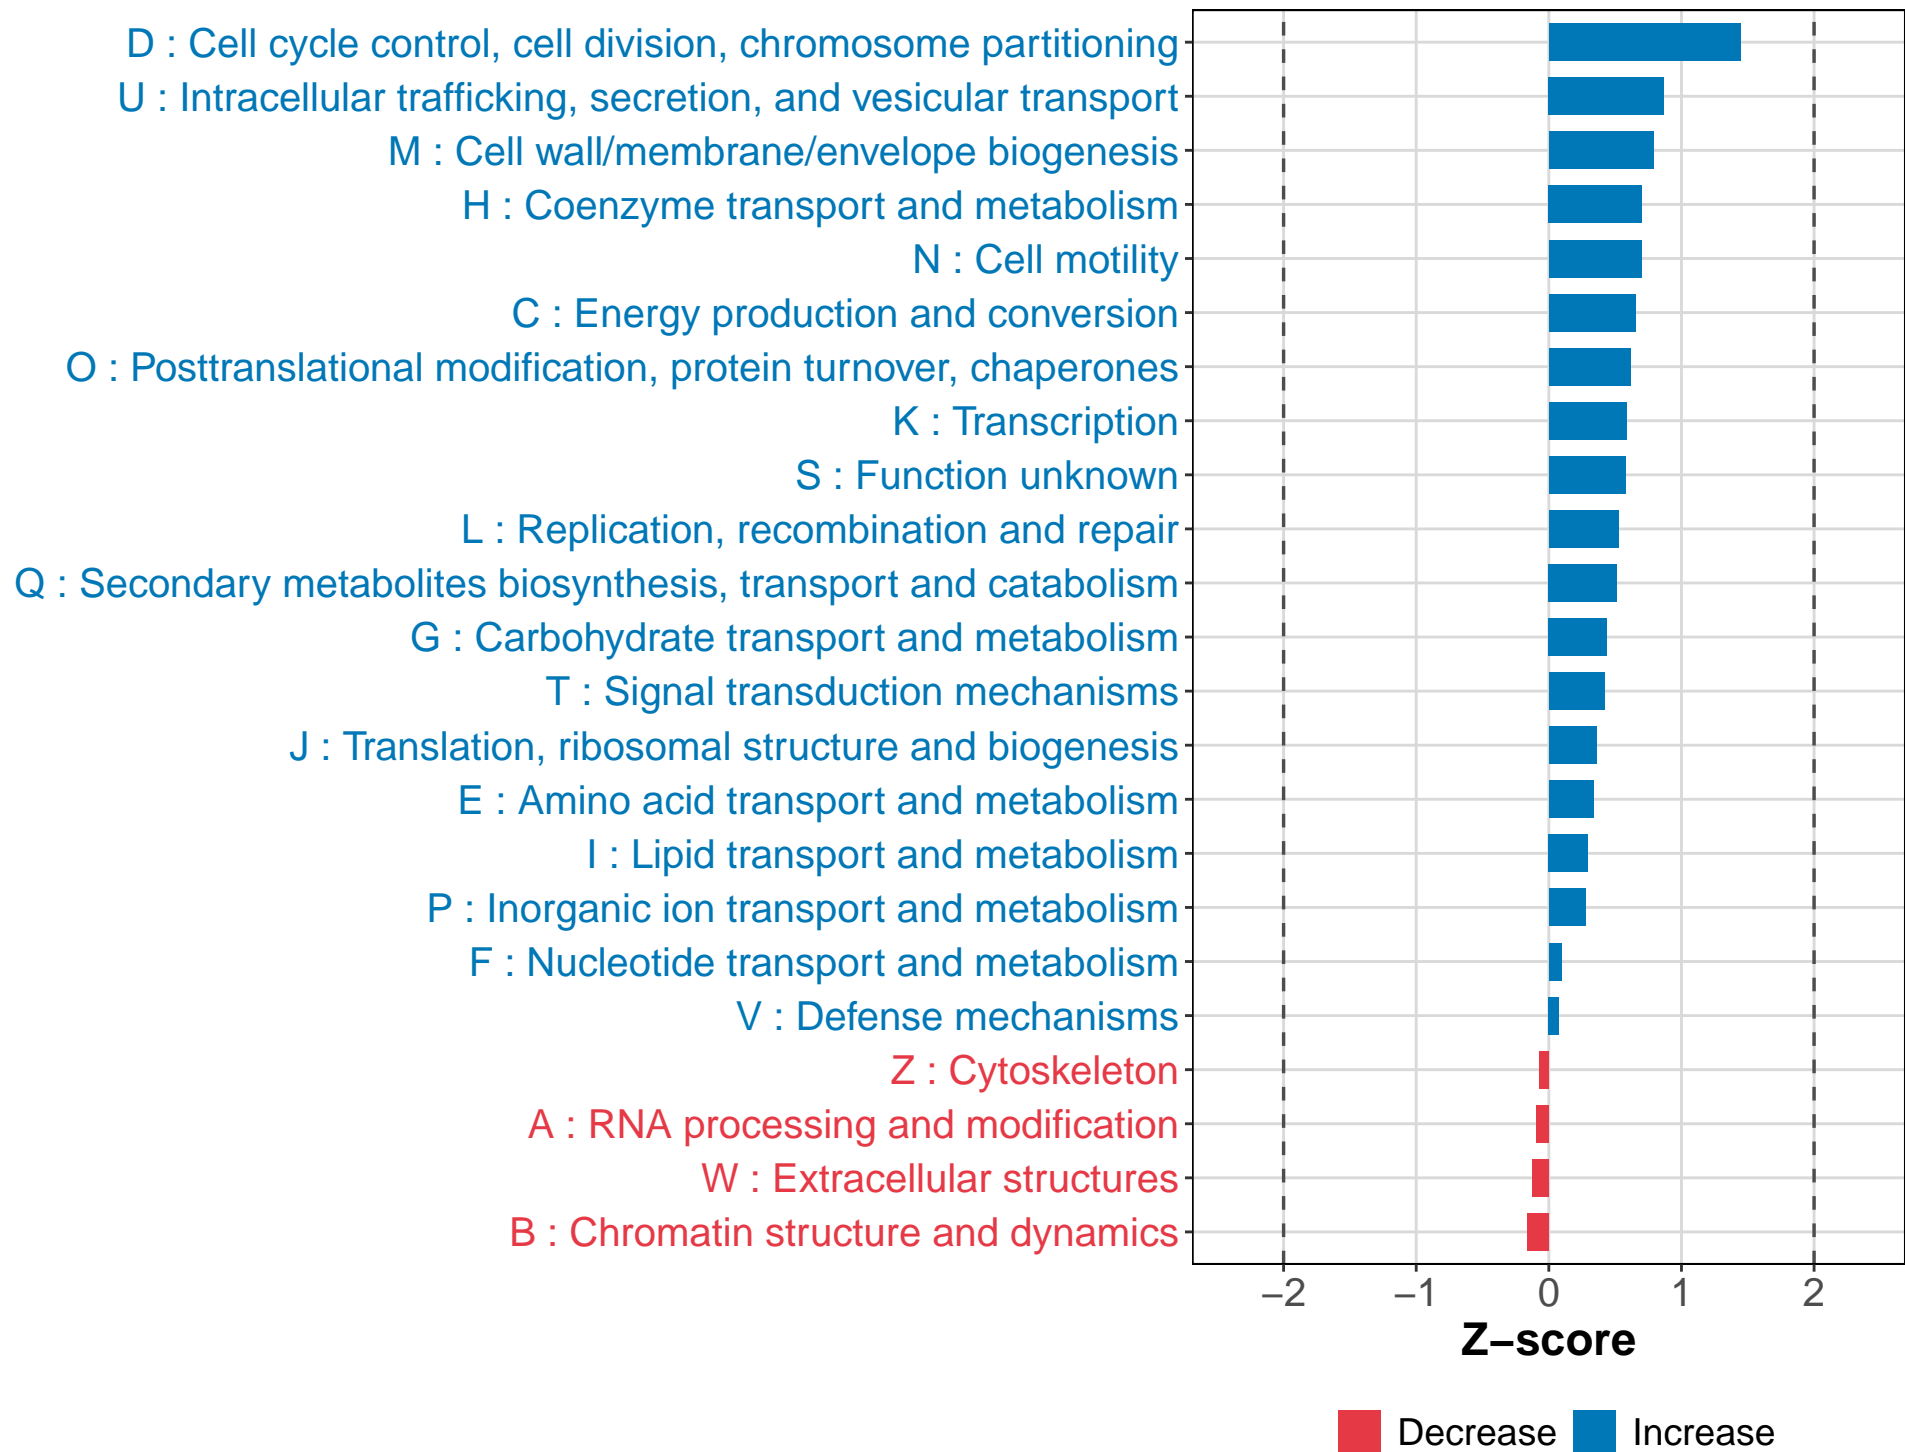 D : Cell cycle control, cell division, chromosome partitioning
U : Intracellular trafficking, secretion, and vesicular transport
M : Cell wall/membrane/envelope biogenesis
H : Coenzyme transport and metabolism
N : Cell motility
C : Energy production and conversion
O : Posttranslational modification, protein turnover, chaperones
K : Transcription
S : Function unknown
L : Replication, recombination and repair
Q : Secondary metabolites biosynthesis, transport and catabolism
G : Carbohydrate transport and metabolism
T : Signal transduction mechanisms
J : Translation, ribosomal structure and biogenesis
E : Amino acid transport and metabolism
I : Lipid transport and metabolism
P : Inorganic ion transport and metabolism
F : Nucleotide transport and metabolism
V : Defense mechanisms
Z : Cytoskeleton
A : RNA processing and modification
W : Extracellular structures
B : Chromatin structure and dynamics
−2 −1 0 1 2
Z−score
Decrease Increase